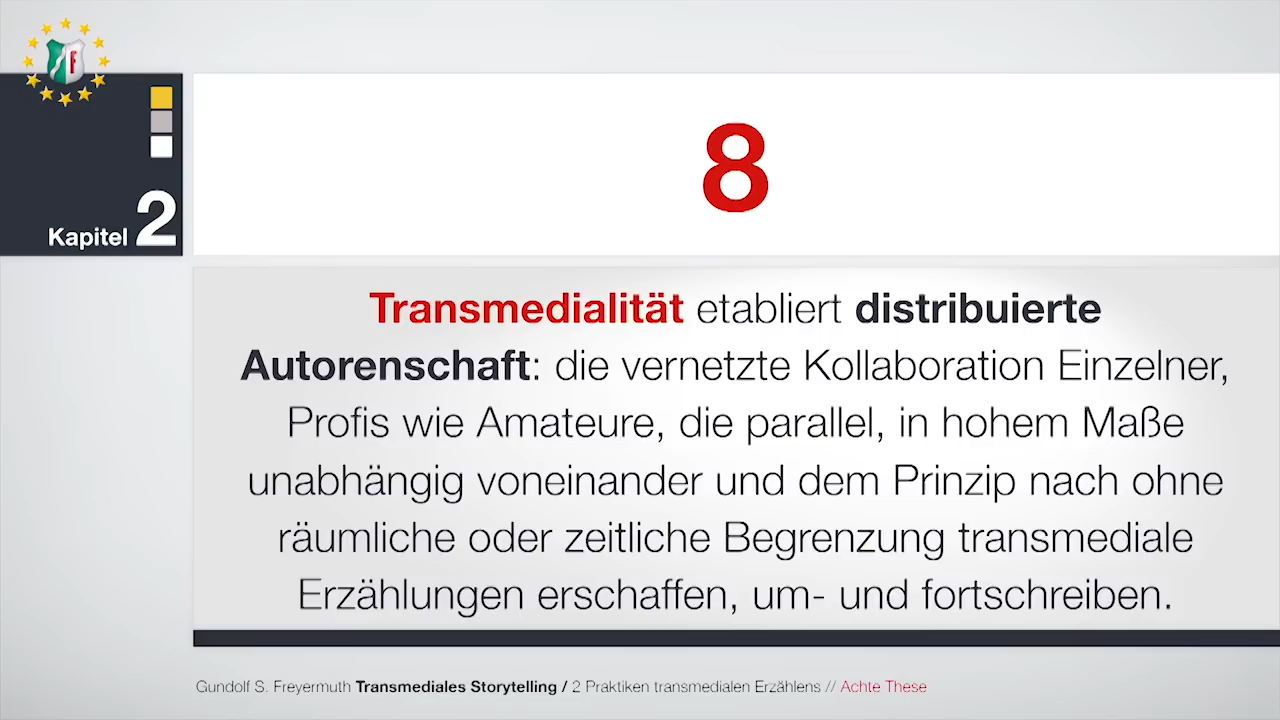 F
Kapitel 2
8
Transmedialität etabliert distribuierte
Autorenschaft: die vernetzte Kollaboration Einzelner,
Profis wie Amateure, die parallel, in hohem Maße
unabhängig voneinander und dem Prinzip nach ohne
räumliche oder zeitliche Begrenzung transmediale
Erzählungen erschaffen, um- und fortschreiben.
Gundolf S. Freyermuth Transmediales Storytelling / 2 Praktiken transmedialen Erzählens // Achte These